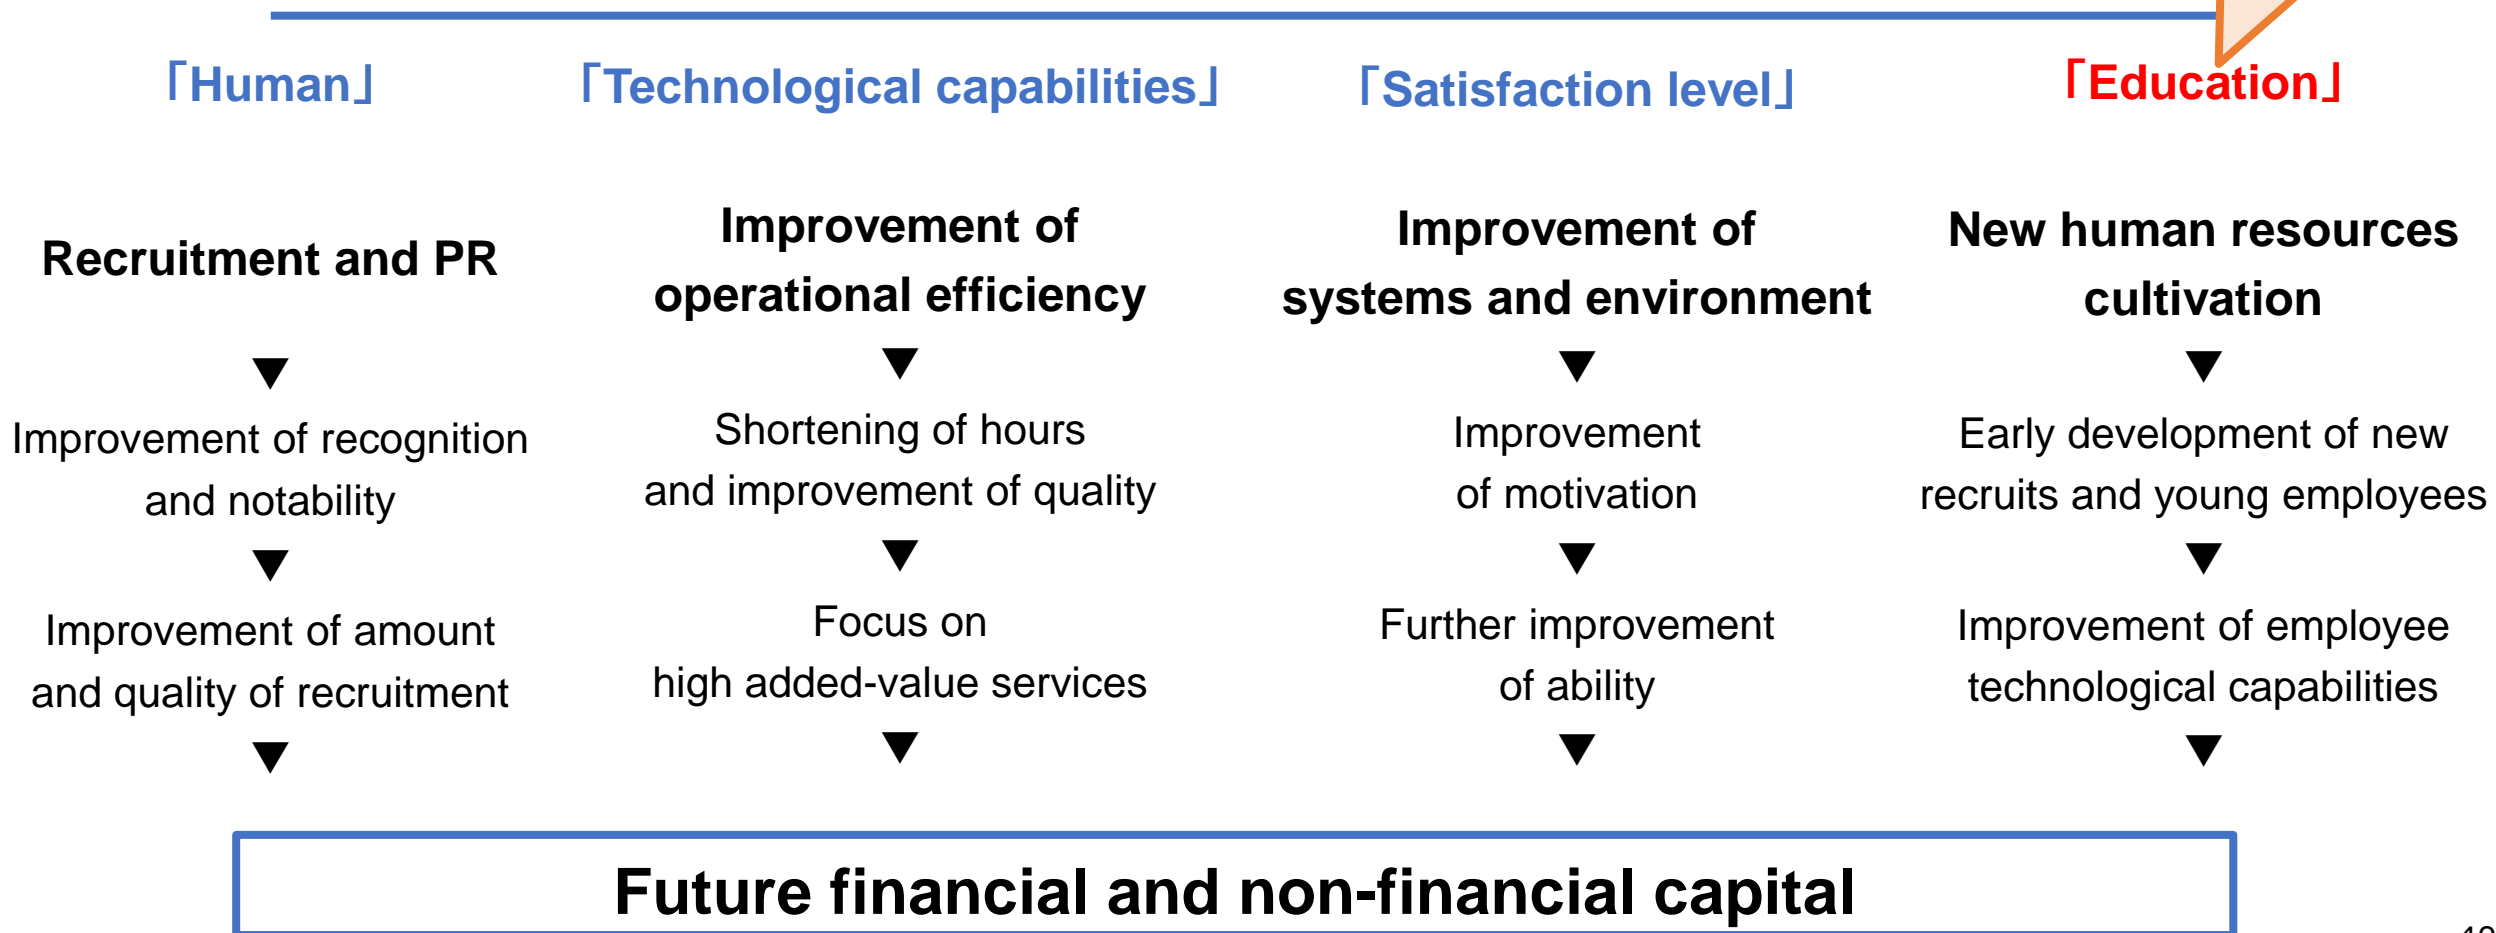 「Human」
Recruitment and PR
▼
Improvement of recognition
and notability
▼
Improvement of amount
and quality of recruitment
▼
「Technological capabilities」
Improvement of
operational efficiency
▼
Shortening of hours
and improvement of quality
▼
Focus on
high added-value services
▼
「Satisfaction level」
Improvement of
systems and environment
▼
Improvement
of motivation
▼
Further improvement
of ability
▼
「Education」
New human resources
cultivation
▼
Early development of new
recruits and young employees
▼
Improvement of employee
technological capabilities
▼
Future financial and non-financial capital